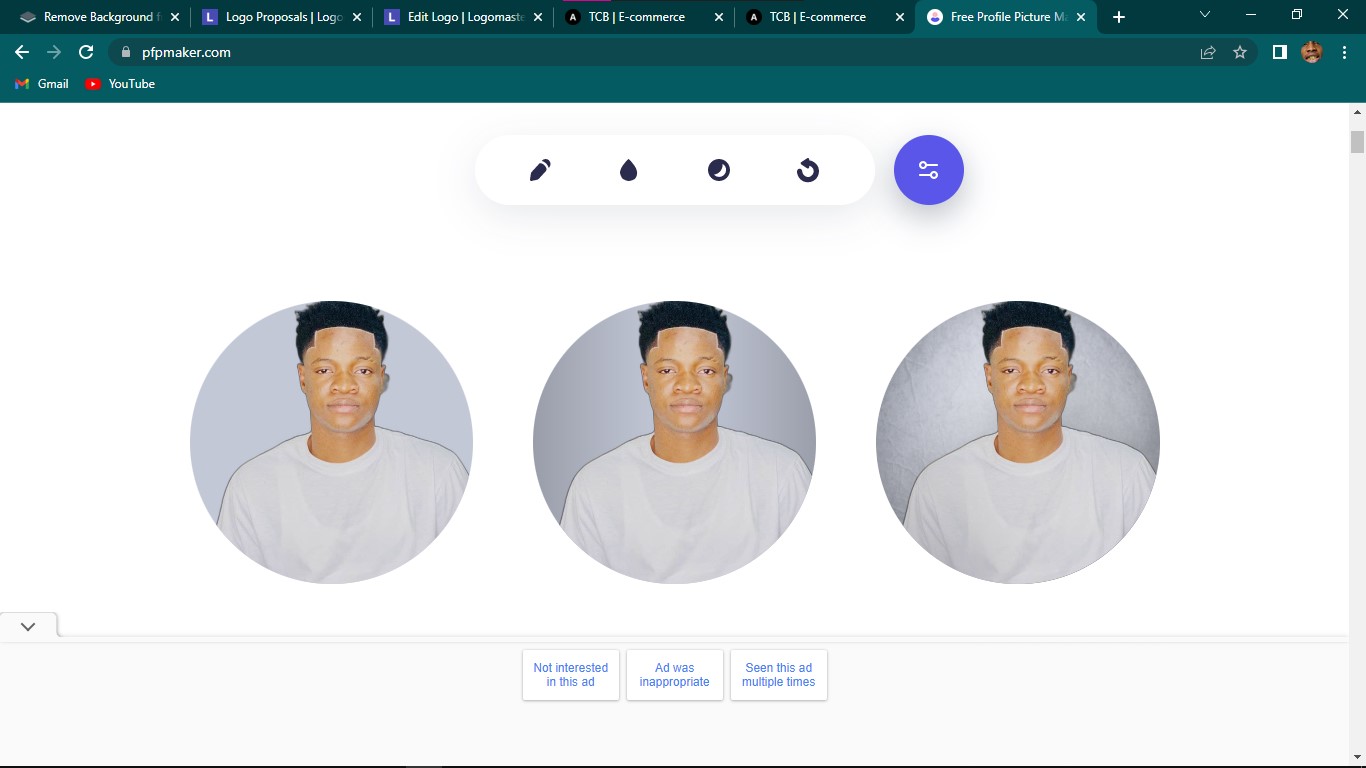 Remove Background f
L Logo Proposals | Logo
L Edit Logo | Logomaste
A TCB | E-commerce
A TCB | E-commerce
Free Profile Picture Ma
pfpmaker.com
Gmail
YouTube
Not interested
in this ad
Ad was
inappropriate
Seen this ad
multiple times